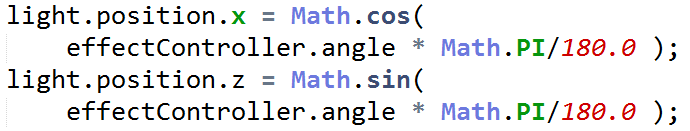 light.position.x = Math.cos(
    effectController.angle * Math.PI/180.0 );
light.position.z = Math.sin(
    effectController.angle * Math.PI/180.0 );